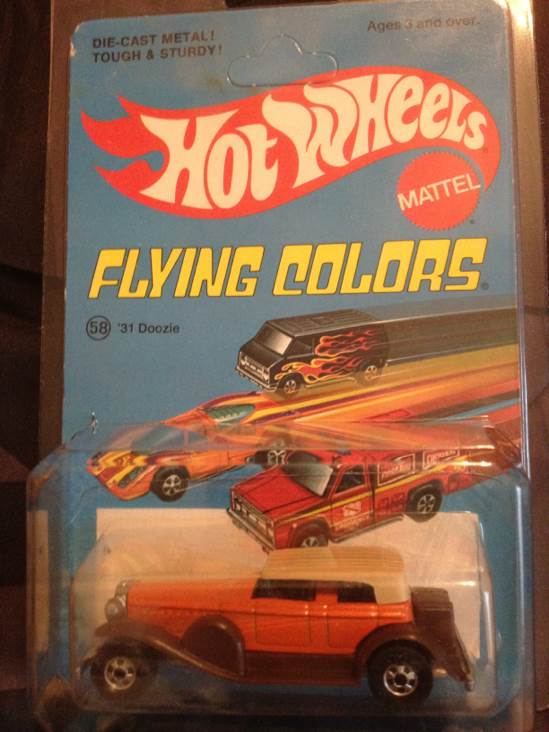 DIE-CAST METAL!
TOUGH & STURDY!
Ages 3 and over.
Hot Wheels®
MATTEL®
FLYING COLORS®
58 '31 Doozie